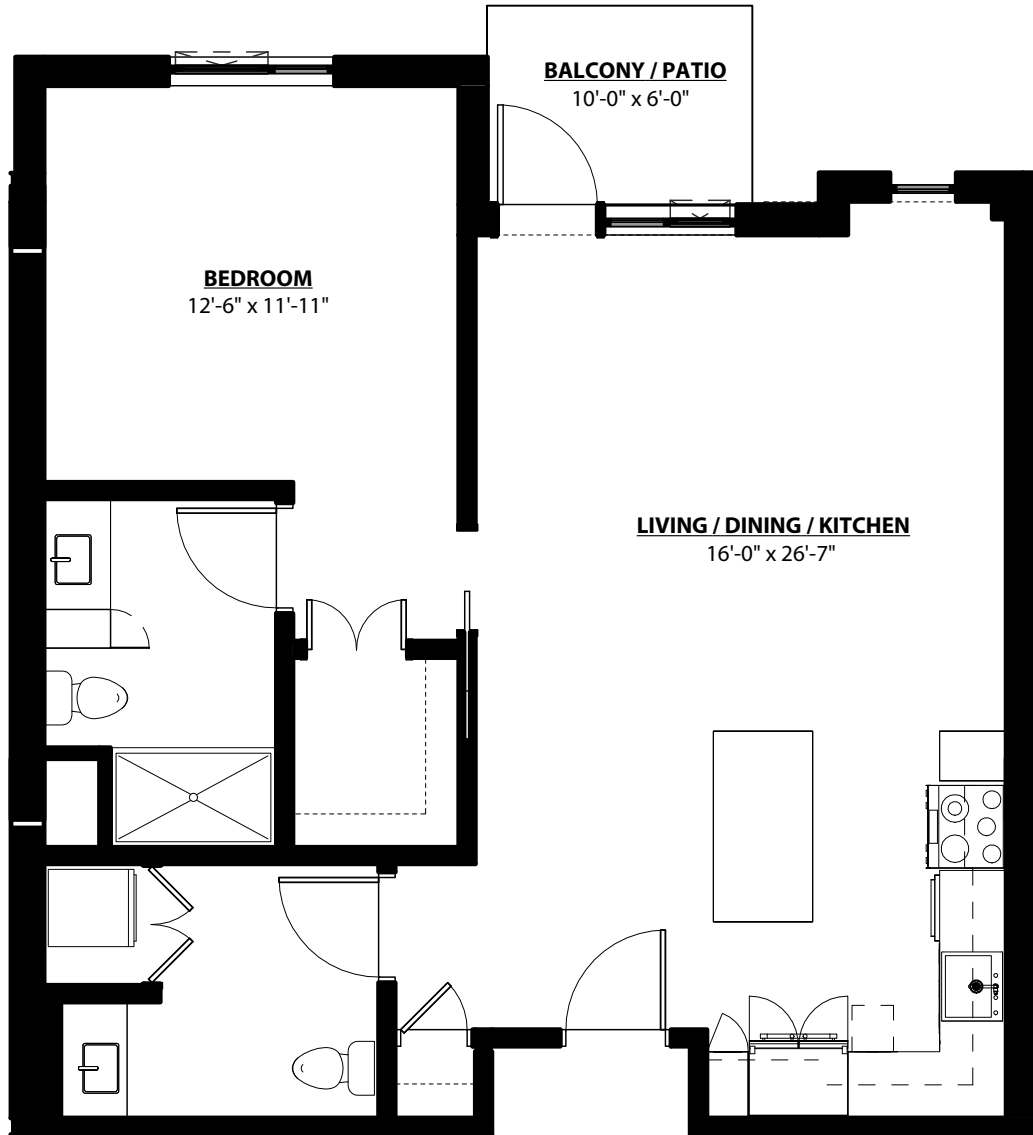 BALCONY / PATIO
10'-0" x 6'-0"
BEDROOM
12'-6" x 11'-11"
LIVING / DINING / KITCHEN
16'-0" x 26'-7"